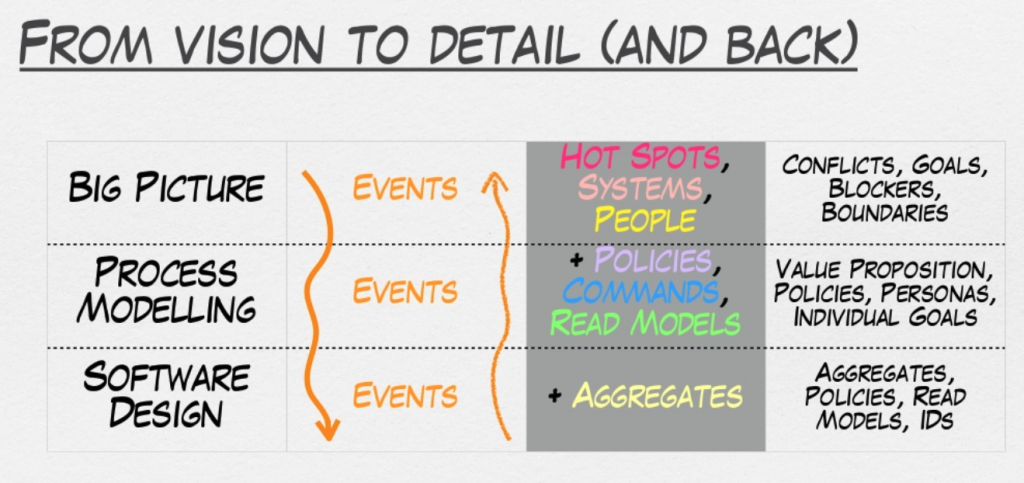 FROM VISION TO DETAIL (AND BACK)
BIG PICTURE
EVENTS
HOT SPOTS,
SYSTEMS,
PEOPLE
CONFLICTS, GOALS,
BLOCKERS,
BOUNDARIES
PROCESS
MODELLING
EVENTS
+ POLICIES,
COMMANDS,
READ MODELS
VALUE PROPOSITION,
POLICIES, PERSONAS,
INDIVIDUAL GOALS
SOFTWARE
DESIGN
EVENTS
+ AGGREGATES
AGGREGATES,
POLICIES, READ
MODELS, IDS